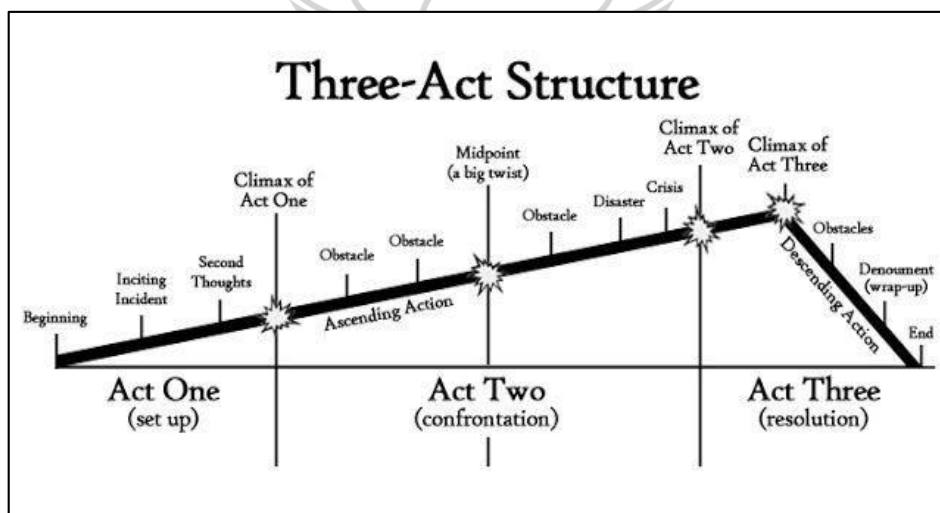 Three-Act Structure
Beginning
Inciting
Incident
Second
Thoughts
Climax of
Act One
Obstacle
Obstacle
Ascending Action
Midpoint
(a big twist)
Obstacle
Disaster
Crisis
Climax of
Act Two
Climax of
Act Three
Obstacles
Descending Action
Denoument
(wrap-up)
End
Act One
(set up)
Act Two
(confrontation)
Act Three
(resolution)